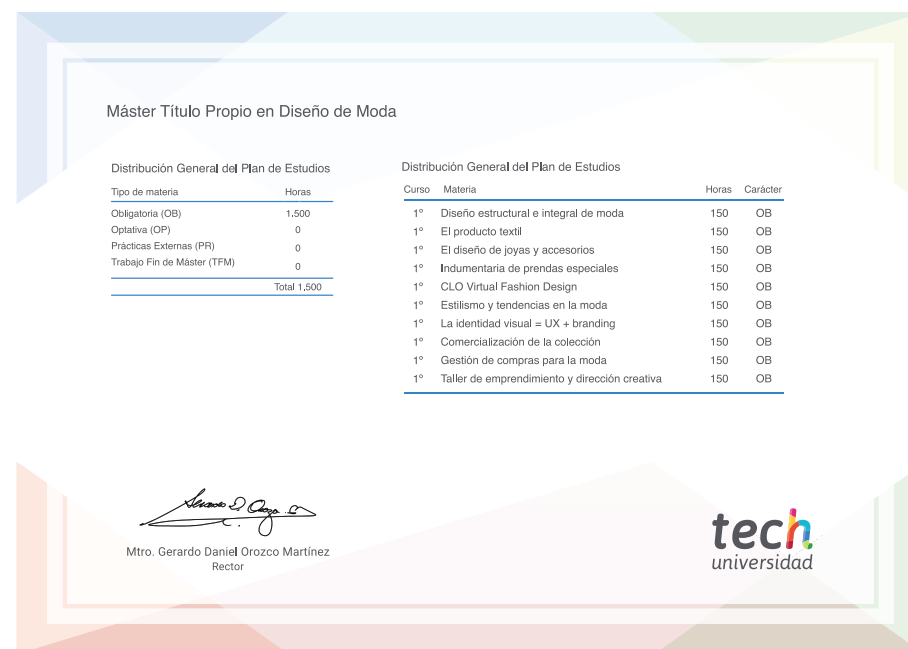 Máster Título Propio en Diseño de Moda
Distribución General del Plan de Estudios
Tipo de materia Horas
Obligatoria (OB) 1.500
Optativa (OP) 0
Prácticas Externas (PR) 0
Trabajo Fin de Máster (TFM) 0
Total 1,500
Distribución General del Plan de Estudios
Curso Materia Horas Carácter
1º Diseño estructural e integral de moda 150 OB
1º El producto textil 150 OB
1º El diseño de joyas y accesorios 150 OB
1º Indumentaria de prendas especiales 150 OB
1º CLO Virtual Fashion Design 150 OB
1º Estilismo y tendencias en la moda 150 OB
1º La identidad visual = UX + branding 150 OB
1º Comercialización de la colección 150 OB
1º Gestión de compras para la moda 150 OB
1º Taller de emprendimiento y dirección creativa 150 OB
Mtro. Gerardo Daniel Orozco Martínez
Rector
tech
universidad